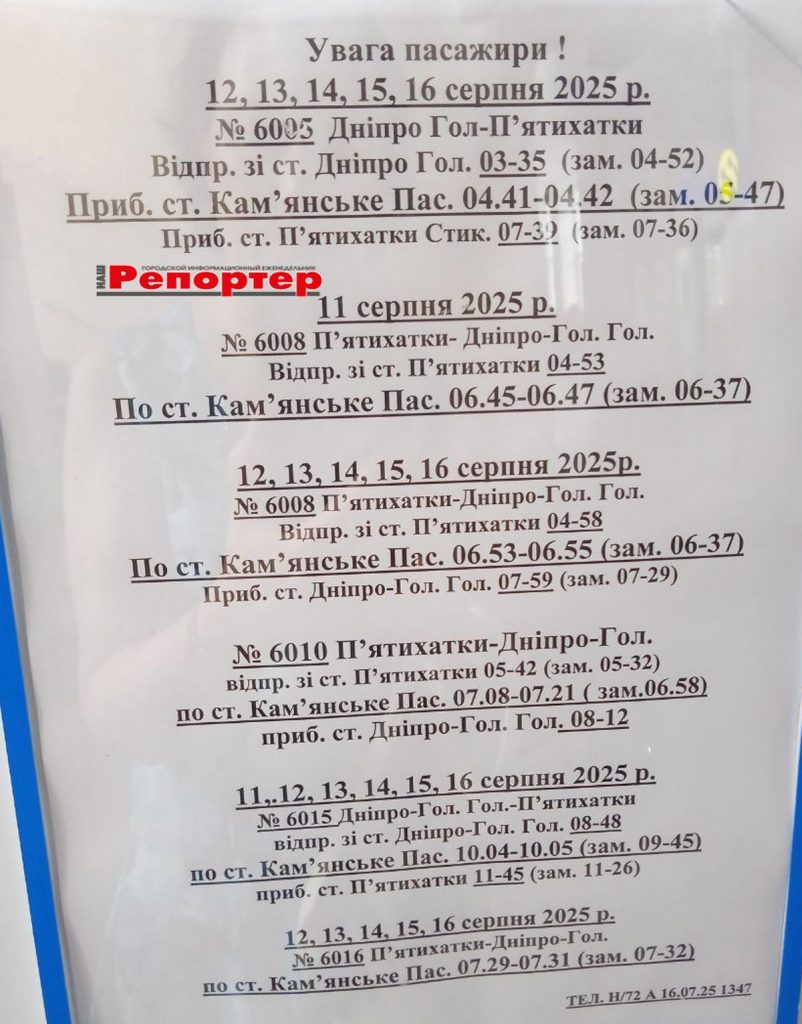 Увага пасажири !
12, 13, 14, 15, 16 серпня 2025 р.
№ 6005 Дніпро Гол-П’ятихатки
Відпр. зі ст. Дніпро Гол. 03-35 (зам. 04-52)
Приб. ст. Кам’янське Пас. 04.41-04.42 (зам. 05-47)
Приб. ст. П’ятихатки Стик. 07-39 (зам. 07-36)
ГОРОДСКОЙ ИНФОРМАЦИОННЫЙ ЕЖЕНЕДЕЛЬНИК
НАШ Репортер
11 серпня 2025 р.
№ 6008 П’ятихатки- Дніпро-Гол. Гол.
Відпр. зі ст. П’ятихатки 04-53
По ст. Кам’янське Пас. 06.45-06.47 (зам. 06-37)
12, 13, 14, 15, 16 серпня 2025р.
№ 6008 П’ятихатки-Дніпро-Гол. Гол.
Відпр. зі ст. П’ятихатки 04-58
По ст. Кам’янське Пас. 06.53-06.55 (зам. 06-37)
Приб. ст. Дніпро-Гол. Гол. 07-59 (зам. 07-29)
№ 6010 П’ятихатки-Дніпро-Гол.
відпр. зі ст. П’ятихатки 05-42 (зам. 05-32)
по ст. Кам’янське Пас. 07.08-07.21 ( зам.06.58)
приб. ст. Дніпро-Гол. Гол. 08-12
11,.12, 13, 14, 15, 16 серпня 2025 р.
№ 6015 Дніпро-Гол. Гол.-П’ятихатки
відпр. зі ст. Дніпро-Гол. Гол. 08-48
по ст. Кам’янське Пас. 10.04-10.05 (зам. 09-45)
приб. ст. П’ятихатки 11-45 (зам. 11-26)
12, 13, 14, 15, 16 серпня 2025 р.
№ 6016 П’ятихатки-Дніпро-Гол.
по ст. Кам’янське Пас. 07.29-07.31 (зам. 07-32)
ТЕЛ. Н/72 А 16.07.25 1347